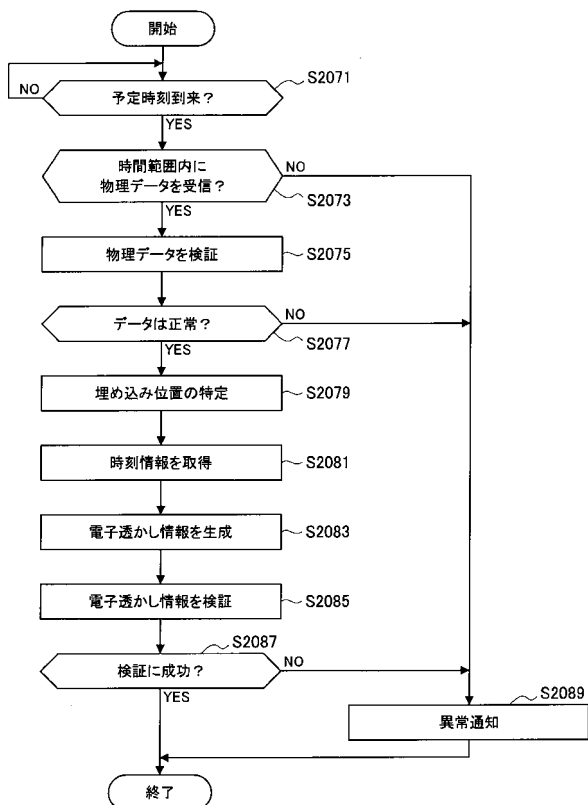 開始
S2071
予定時刻到来？
NO
YES
時間範囲内に
物理データを受信？
NO
S2073
YES
物理データを検証
S2075
データは正常？
NO
S2077
YES
埋め込み位置の特定
S2079
時刻情報を取得
S2081
電子透かし情報を生成
S2083
電子透かし情報を検証
S2085
S2087
検証に成功？
NO
YES
S2089
異常通知
終了